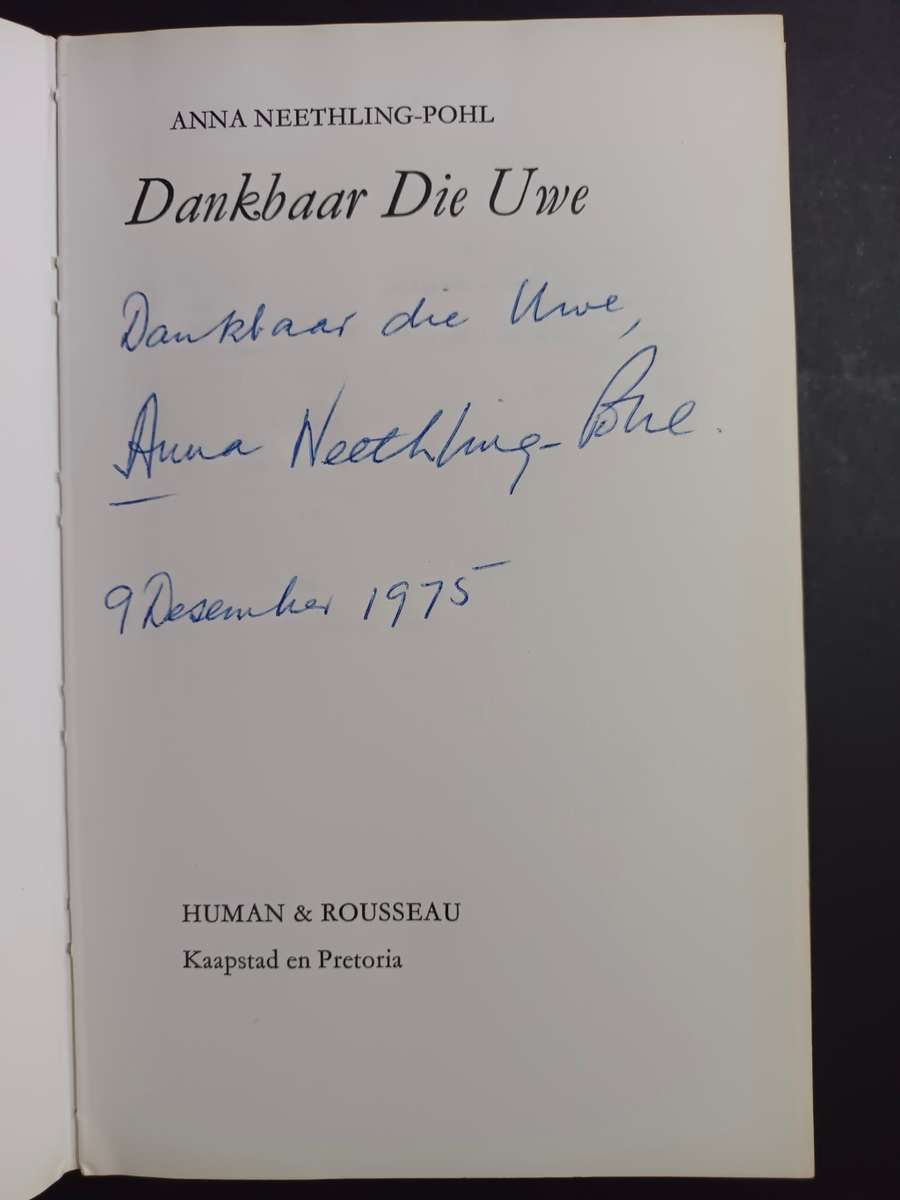 ANNA NEETHLING-POHL
Dankbaar Die Uwe
Dankbaar die Uwe,
Anna Neethling-Pohl.
9 Desember 1975
HUMAN & ROUSSEAU
Kaapstad en Pretoria